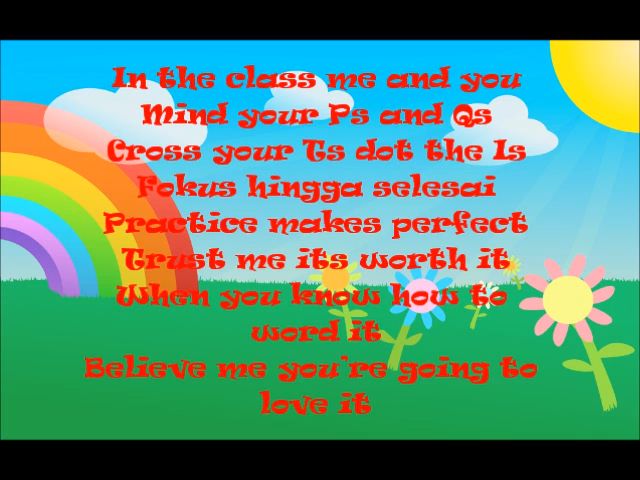 In the class me and you
Mind your Ps and Qs
Cross your Ts dot the Is
Fokus hingga selesai
Practice makes perfect
Trust me its worth it
When you know how to
word it
Believe me you're going to
love it